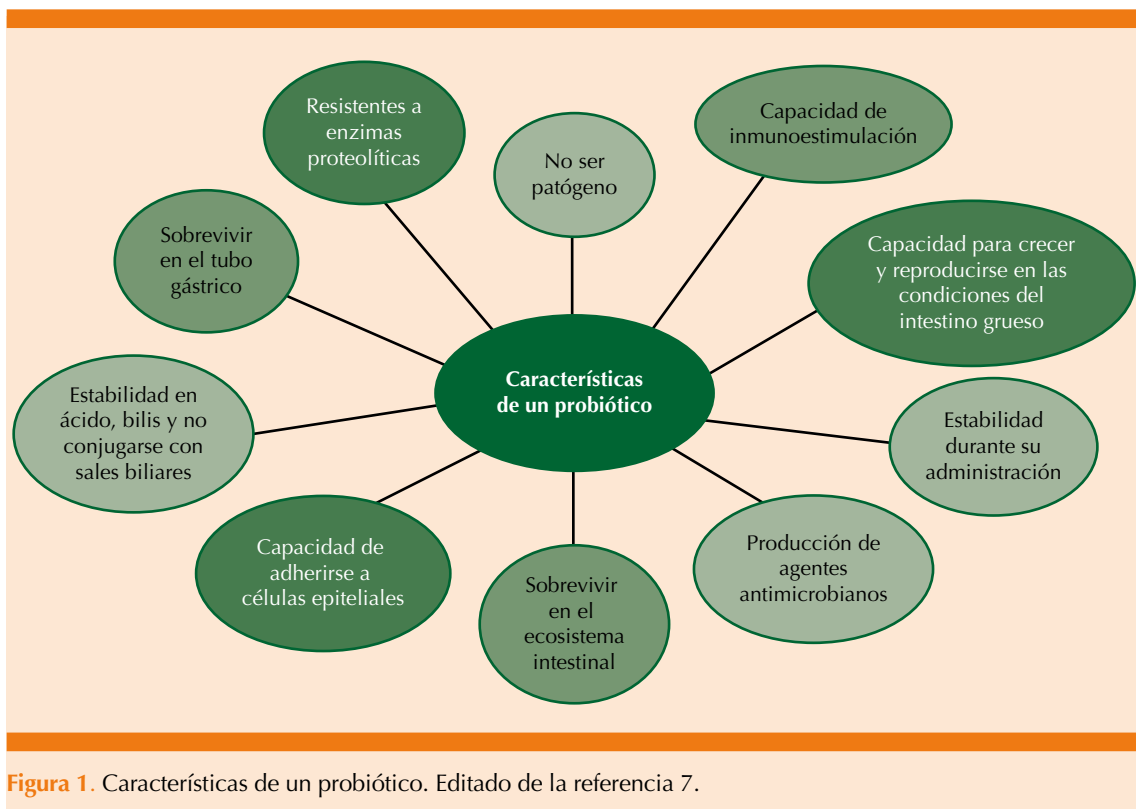 Resistentes a
enzimas
proteolíticas
No ser
patógeno
Capacidad de
inmunoestimulación
Sobrevivir
en el tubo
gástrico
Capacidad para crecer
y reproducirse en las
condiciones del
intestino grueso
Características
de un probiótico
Estabilidad en
ácido, bilis y no
conjugarse con
sales biliares
Estabilidad
durante su
administración
Capacidad de
adherirse a
células epiteliales
Sobrevivir
en el
ecosistema
intestinal
Producción de
agentes
antimicrobianos
Figura 1. Características de un probiótico. Editado de la referencia 7.